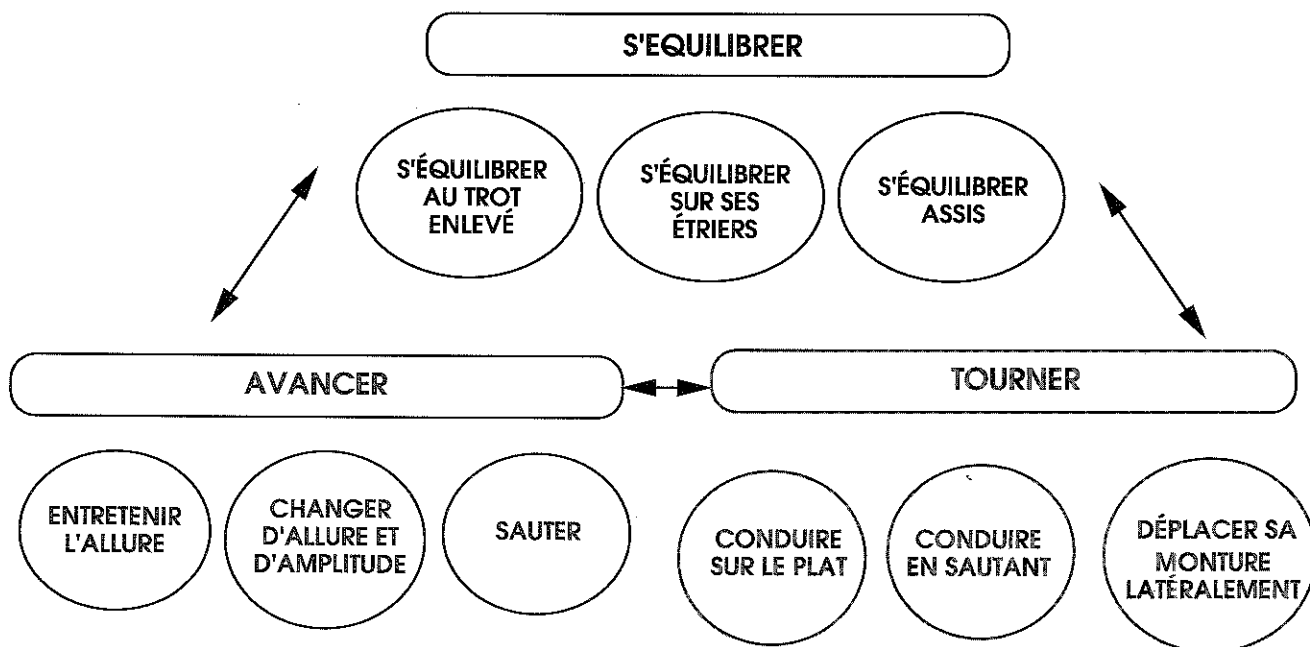 S'EQUILIBRER
S'ÉQUILIBRER
AU TROT
ENLEVÉ
S'ÉQUILIBRER
SUR SES
ÉTRIERS
S'ÉQUILIBRER
ASSIS
AVANCER
TOURNER
ENTRETENIR
L'ALLURE
CHANGER
D'ALLURE ET
D'AMPLITUDE
SAUTER
CONDUIRE
SUR LE PLAT
CONDUIRE
EN SAUTANT
DÉPLACER SA
MONTURE
LATÉRALEMENT